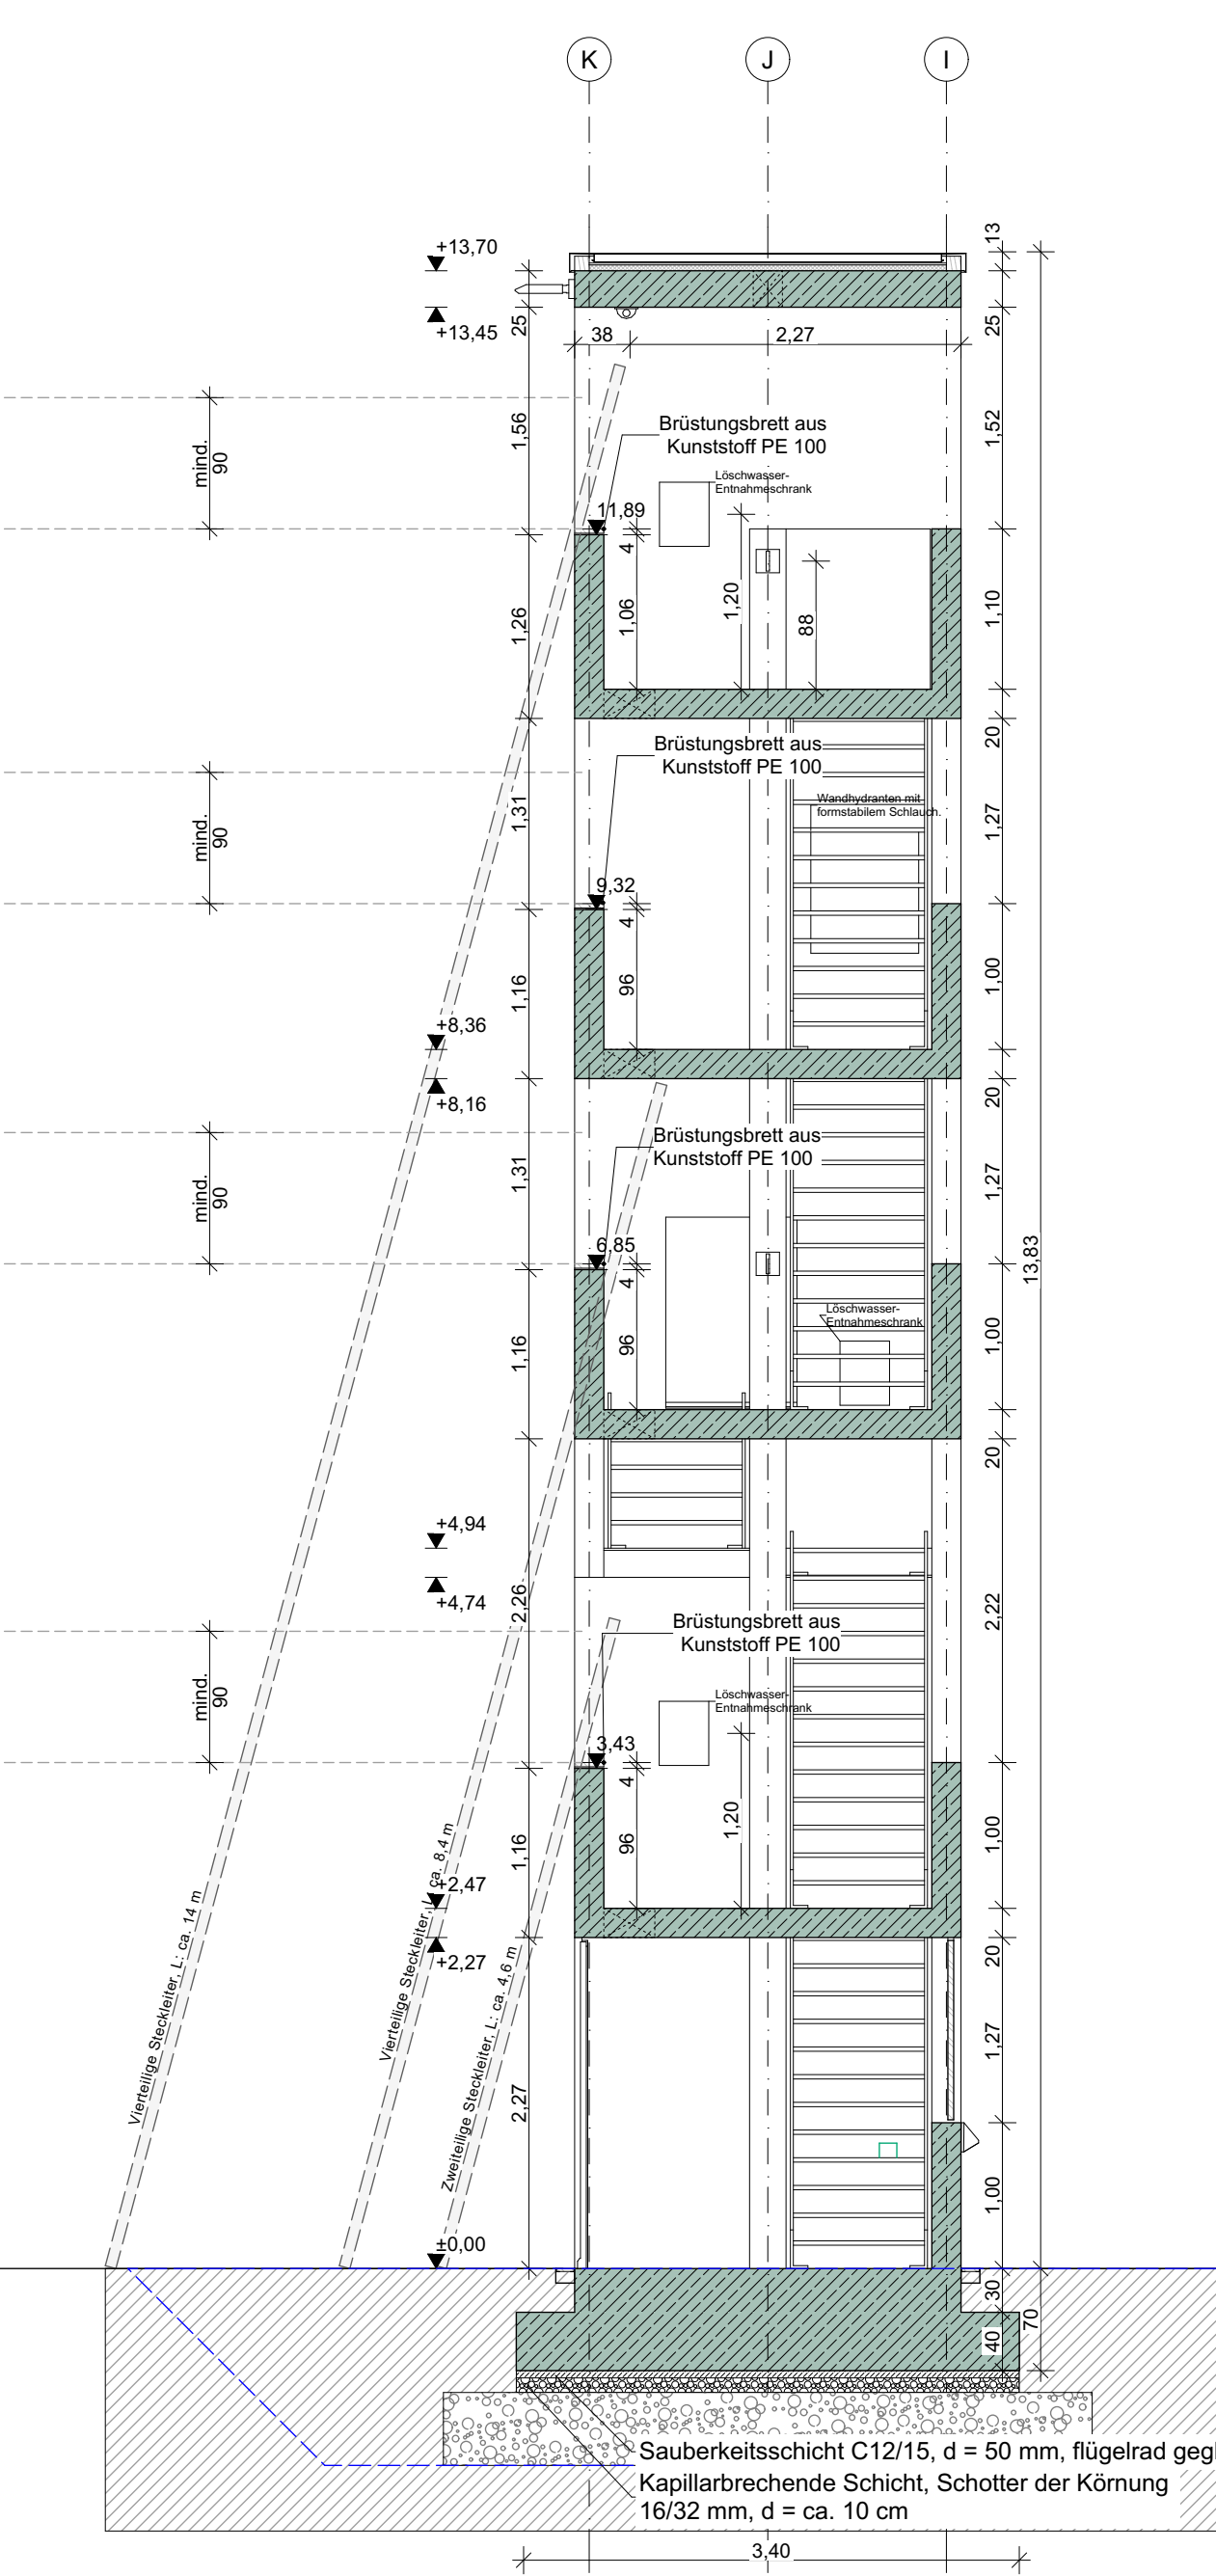 K
J
I
+13,70
13
+13,45
25
25
38
2,27
mind.
90
1,56
1,52
Brüstungsbrett aus
Kunststoff PE 100
Löschwasser-
Entnahmeschrank
11,89
4
1,26
1,06
1,20
88
1,10
20
Brüstungsbrett aus
Kunststoff PE 100
Wandhydranten mit
formstabilem Schlauch.
mind.
90
1,31
1,27
9,32
4
1,16
96
1,00
+8,36
+8,16
20
Brüstungsbrett aus
Kunststoff PE 100
mind.
90
1,31
1,27
6,85
4
13,83
Löschwasser-
Entnahmeschrank
1,16
96
1,00
20
+4,94
+4,74
2,26
2,22
Brüstungsbrett aus
Kunststoff PE 100
mind.
90
Löschwasser-
Entnahmeschrank
3,43
4
1,16
96
1,20
1,00
+2,47
+2,27
20
Vierteilige Steckleiter, L: ca. 14 m
Vierteilige Steckleiter, L: ca. 8,4 m
Zweiteilige Steckleiter, L: ca. 4,6 m
2,27
1,27
1,00
±0,00
30
40
70
Sauberkeitsschicht C12/15, d = 50 mm, flügelrad
Kapillarbrechende Schicht, Schotter der Körnung
16/32 mm, d = ca. 10 cm
3,40